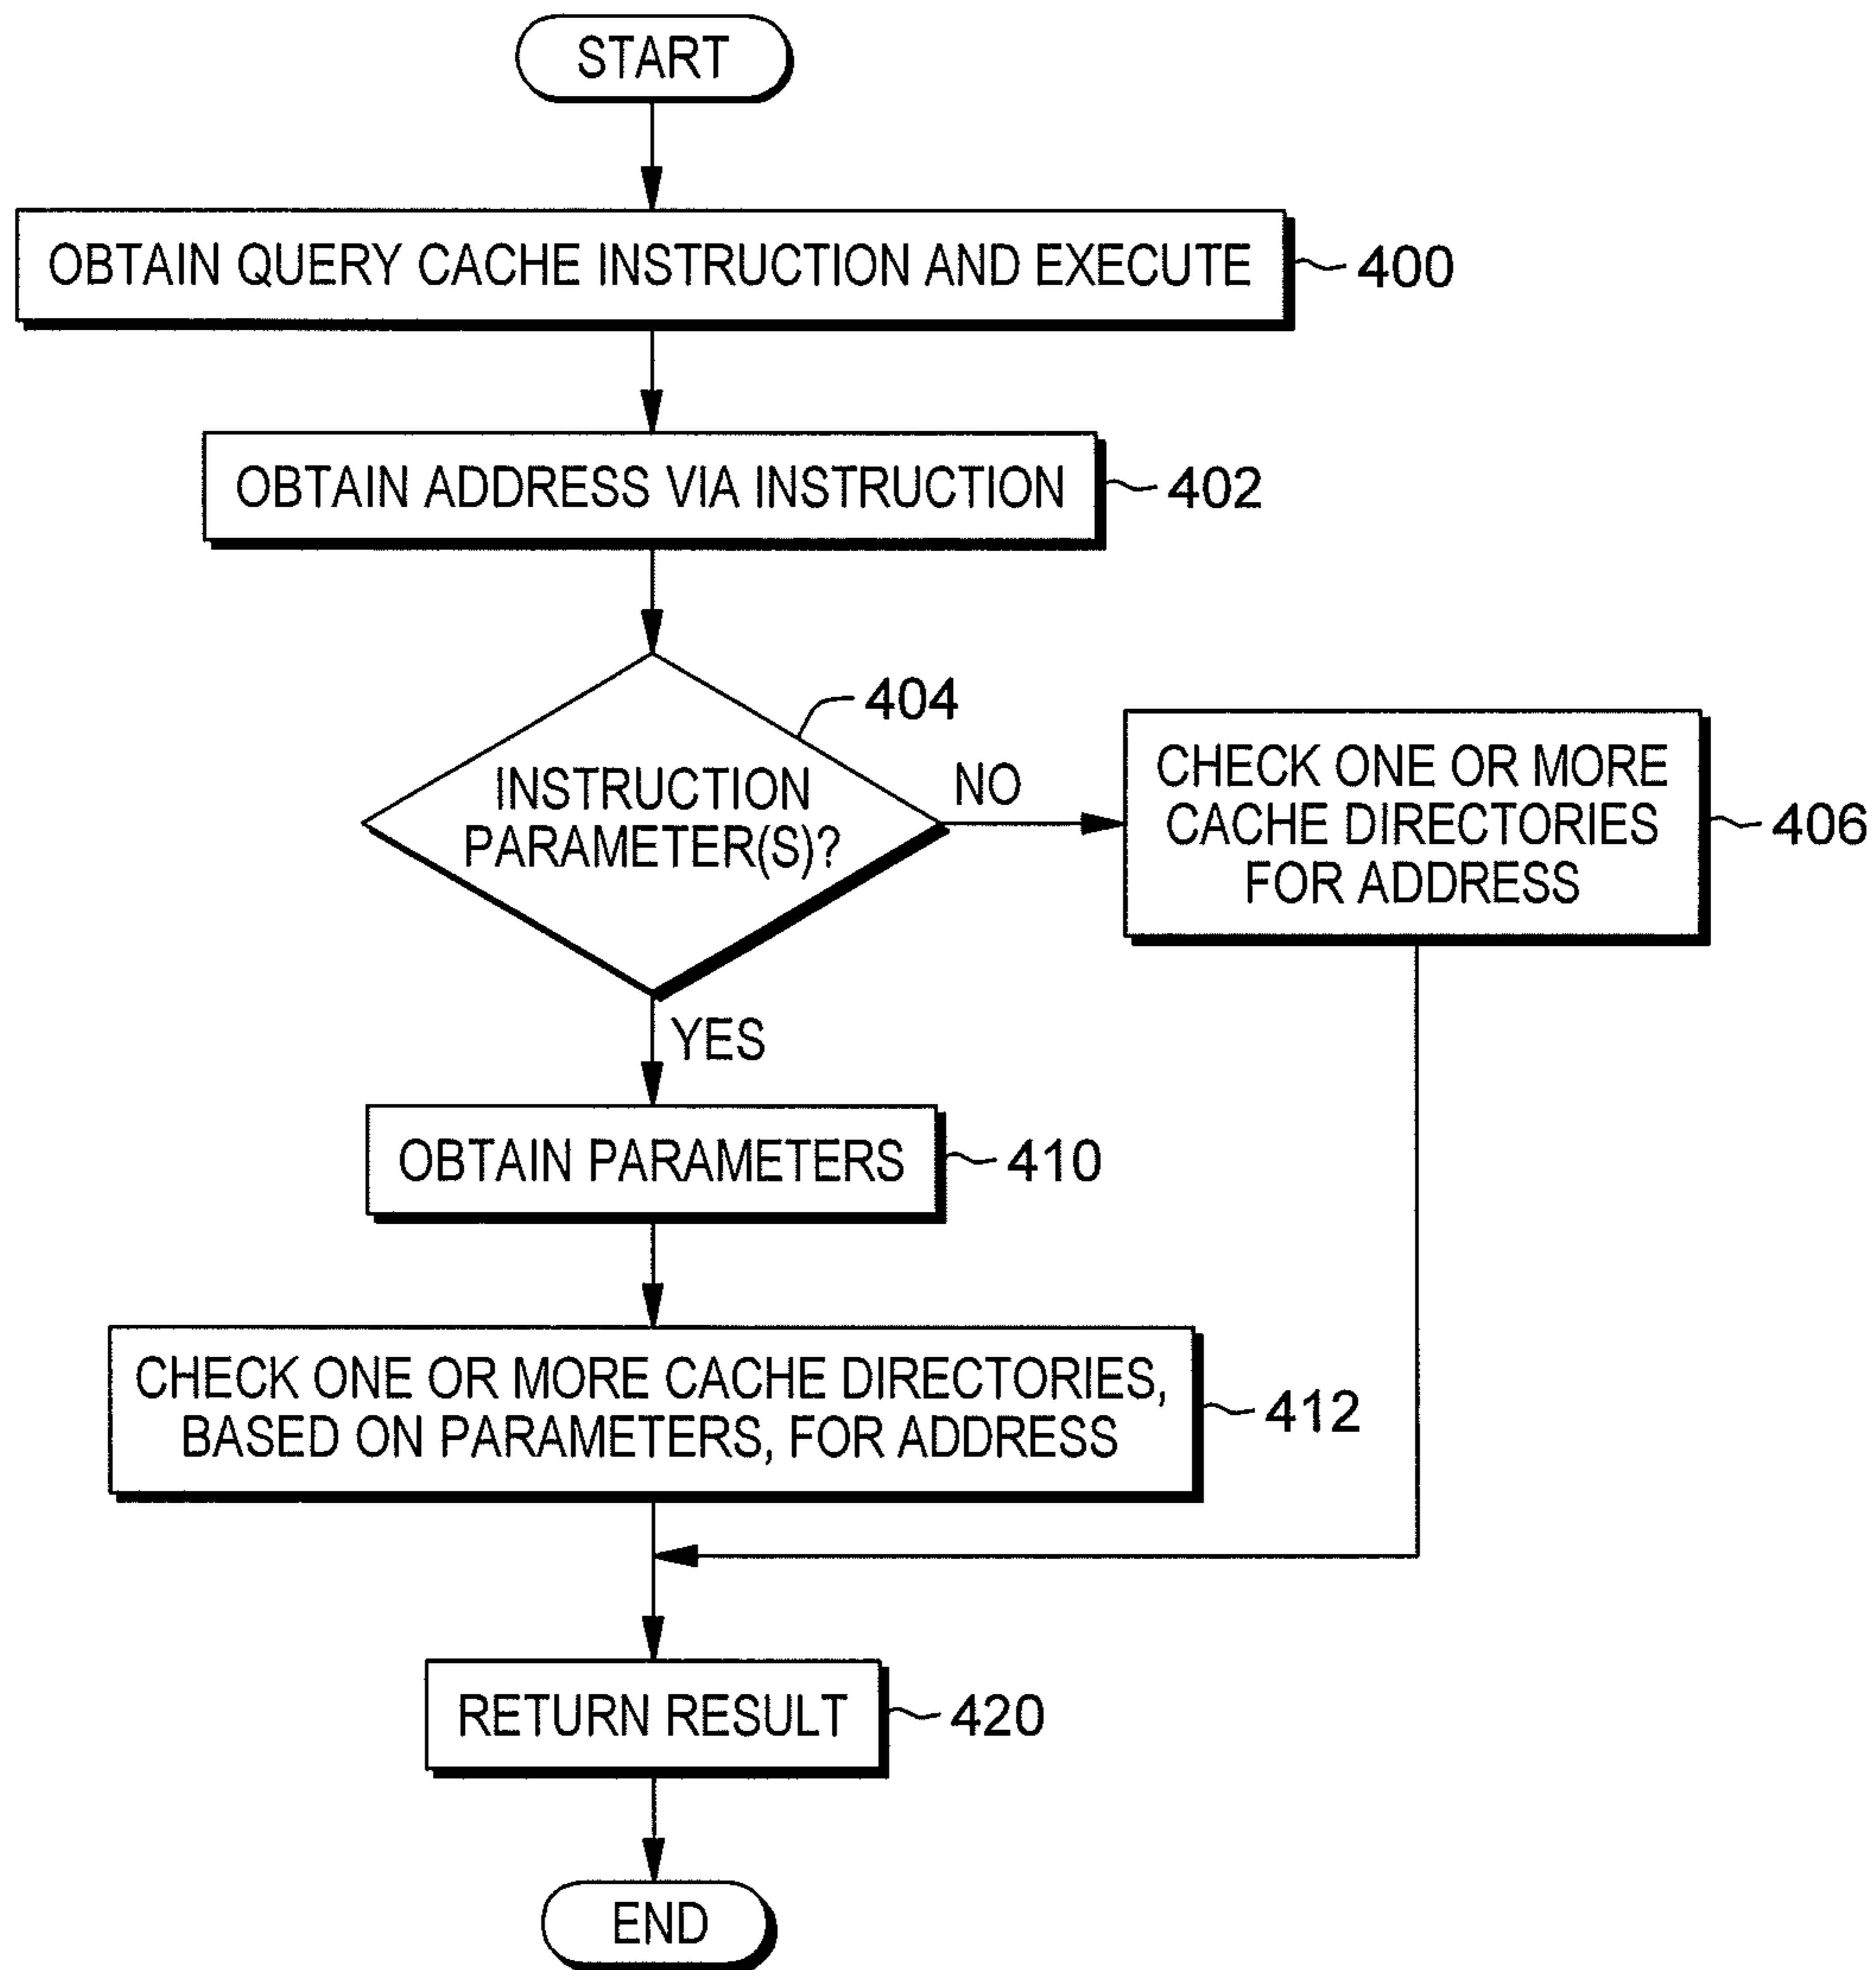 START
OBTAIN QUERY CACHE INSTRUCTION AND EXECUTE
400
OBTAIN ADDRESS VIA INSTRUCTION
402
404
INSTRUCTION
PARAMETER(S)?
NO
CHECK ONE OR MORE
CACHE DIRECTORIES
FOR ADDRESS
406
YES
OBTAIN PARAMETERS
410
CHECK ONE OR MORE CACHE DIRECTORIES,
BASED ON PARAMETERS, FOR ADDRESS
412
RETURN RESULT
420
END